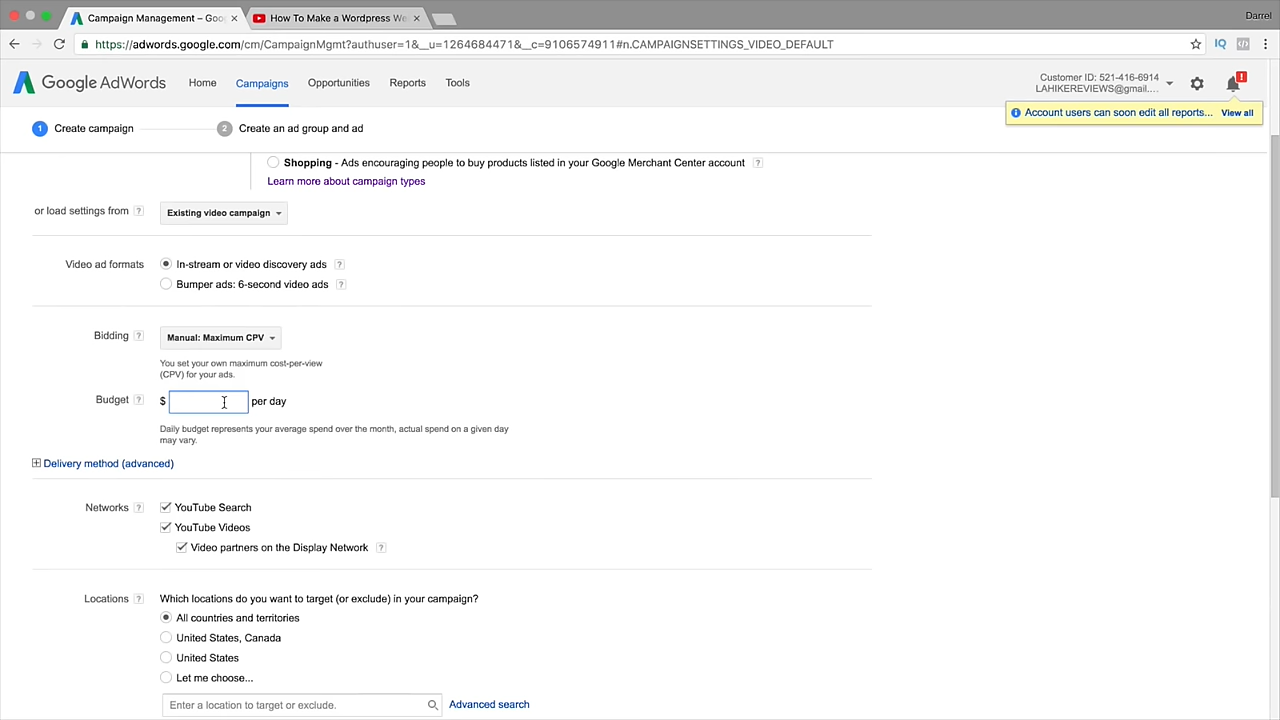 Campaign Management – Goo
How To Make a Wordpress We
Darrel
https://adwords.google.com/cm/CampaignMgmt?authuser=1&__u=1264684471&__c=9106574911#n.CAMPAIGNSETTINGS_VIDEO_DEFAULT
IQ
Google AdWords
Home
Campaigns
Opportunities
Reports
Tools
Customer ID: 521-416-6914
LAHIKEREVIEWS@gmail....
!
Account users can soon edit all reports... View all
1 Create campaign
2 Create an ad group and ad
Shopping - Ads encouraging people to buy products listed in your Google Merchant Center account ?
Learn more about campaign types
or load settings from ? Existing video campaign
Video ad formats In-stream or video discovery ads ?
Bumper ads: 6-second video ads ?
Bidding ? Manual: Maximum CPV
You set your own maximum cost-per-view
(CPV) for your ads.
Budget ? $ per day
Daily budget represents your average spend over the month, actual spend on a given day
may vary.
Delivery method (advanced)
Networks ? YouTube Search
YouTube Videos
Video partners on the Display Network ?
Locations ? Which locations do you want to target (or exclude) in your campaign?
All countries and territories
United States, Canada
United States
Let me choose...
Enter a location to target or exclude. Advanced search